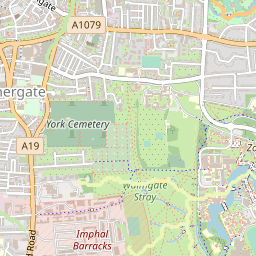 A1079
hergate
York Cemetery
A19
Walmgate
Stray
Imphal
Barracks
d Road